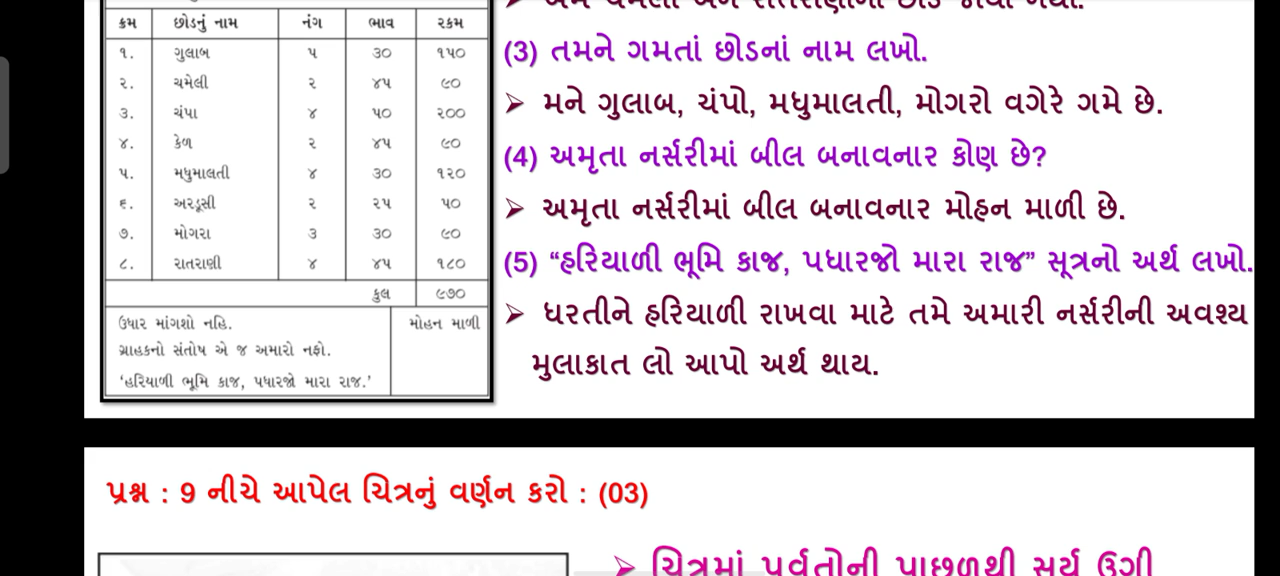 ક્રમ છોડનું નામ નંગ ભાવ રકમ
૧. ગુલાબ ૫ ૩૦ ૧૫૦
૨. ચમેલી ૨ ૪૫ ૯૦
૩. ચંપા ૪ ૫૦ ૨૦૦
૪. કેળ ૨ ૪૫ ૯૦
૫. મધુમાલતી ૪ ૩૦ ૧૨૦
૬. અરડૂસી ૨ ૨૫ ૫૦
૭. મોગરા ૩ ૩૦ ૯૦
૮. રાતરાણી ૪ ૪૫ ૧૮૦
કુલ ૯૭૦
ઉધાર માંગશો નહિ. મોહન માળી
ગ્રાહકનો સંતોષ એ જ અમારો નફો.
'હરિયાળી ભૂમિ કાજ, પધારજો મારા રાજ.'
(3) તમને ગમતાં છોડનાં નામ લખો.
➢ મને ગુલાબ, ચંપો, મધુમાલતી, મોગરો વગેરે ગમે છે.
(4) અમૃતા નર્સરીમાં બીલ બનાવનાર કોણ છે?
➢ અમૃતા નર્સરીમાં બીલ બનાવનાર મોહન માળી છે.
(5) “હરિયાળી ભૂમિ કાજ, પધારજો મારા રાજ” સૂત્રનો અર્થ લખો.
➢ ધરતીને હરિયાળી રાખવા માટે તમે અમારી નર્સરીની અવશ્ય
મુલાકાત લો આપો અર્થ થાય.
પ્રશ્ન : 9 નીચે આપેલ ચિત્રનું વર્ણન કરો : (03)
➢ ચિત્રમાં પર્વતોની પાછળથી સૂર્ય ઉગી